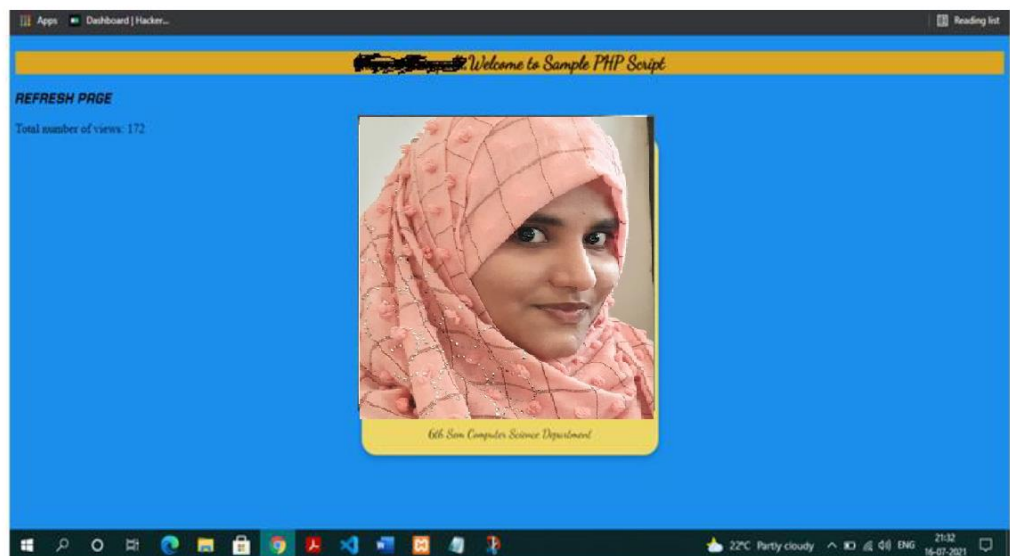 Apps Dashboard | Hacker... Reading list
Welcome to Sample PHP Script
REFRESH PAGE
Total number of views: 172
6th Sem Computer Science Department
22°C Partly cloudy ENG
21:32
16-07-2021